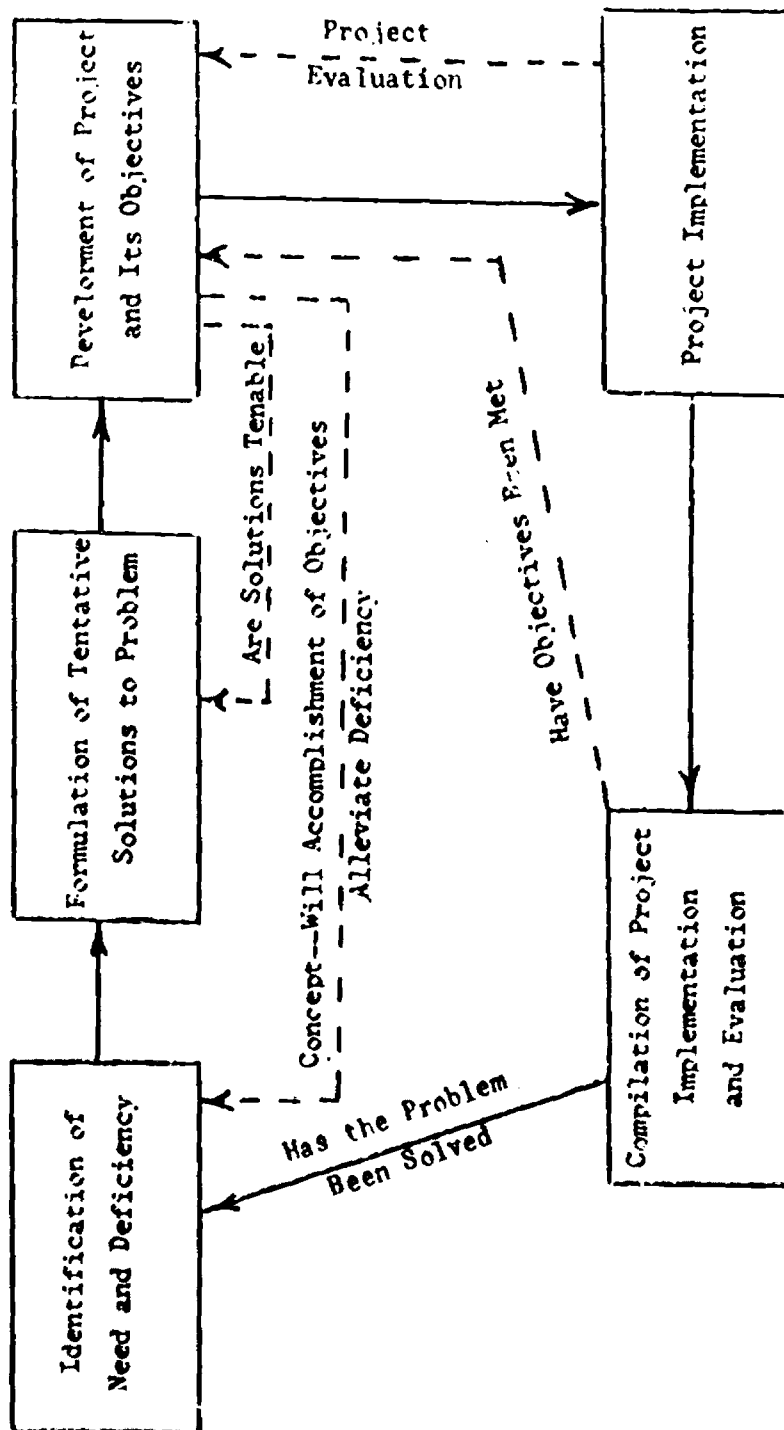 Identification of
Need and Deficiency
Formulation of Tentative
Solutions to Problem
Development of Project
and Its Objectives
Are Solutions Tenable
Concept--Will Accomplishment of Objectives
Alleviate Deficiency
Project
Evaluation
Has the Problem
Been Solved
Have Objectives Been Met
Compilation of Project
Implementation
and Evaluation
Project Implementation